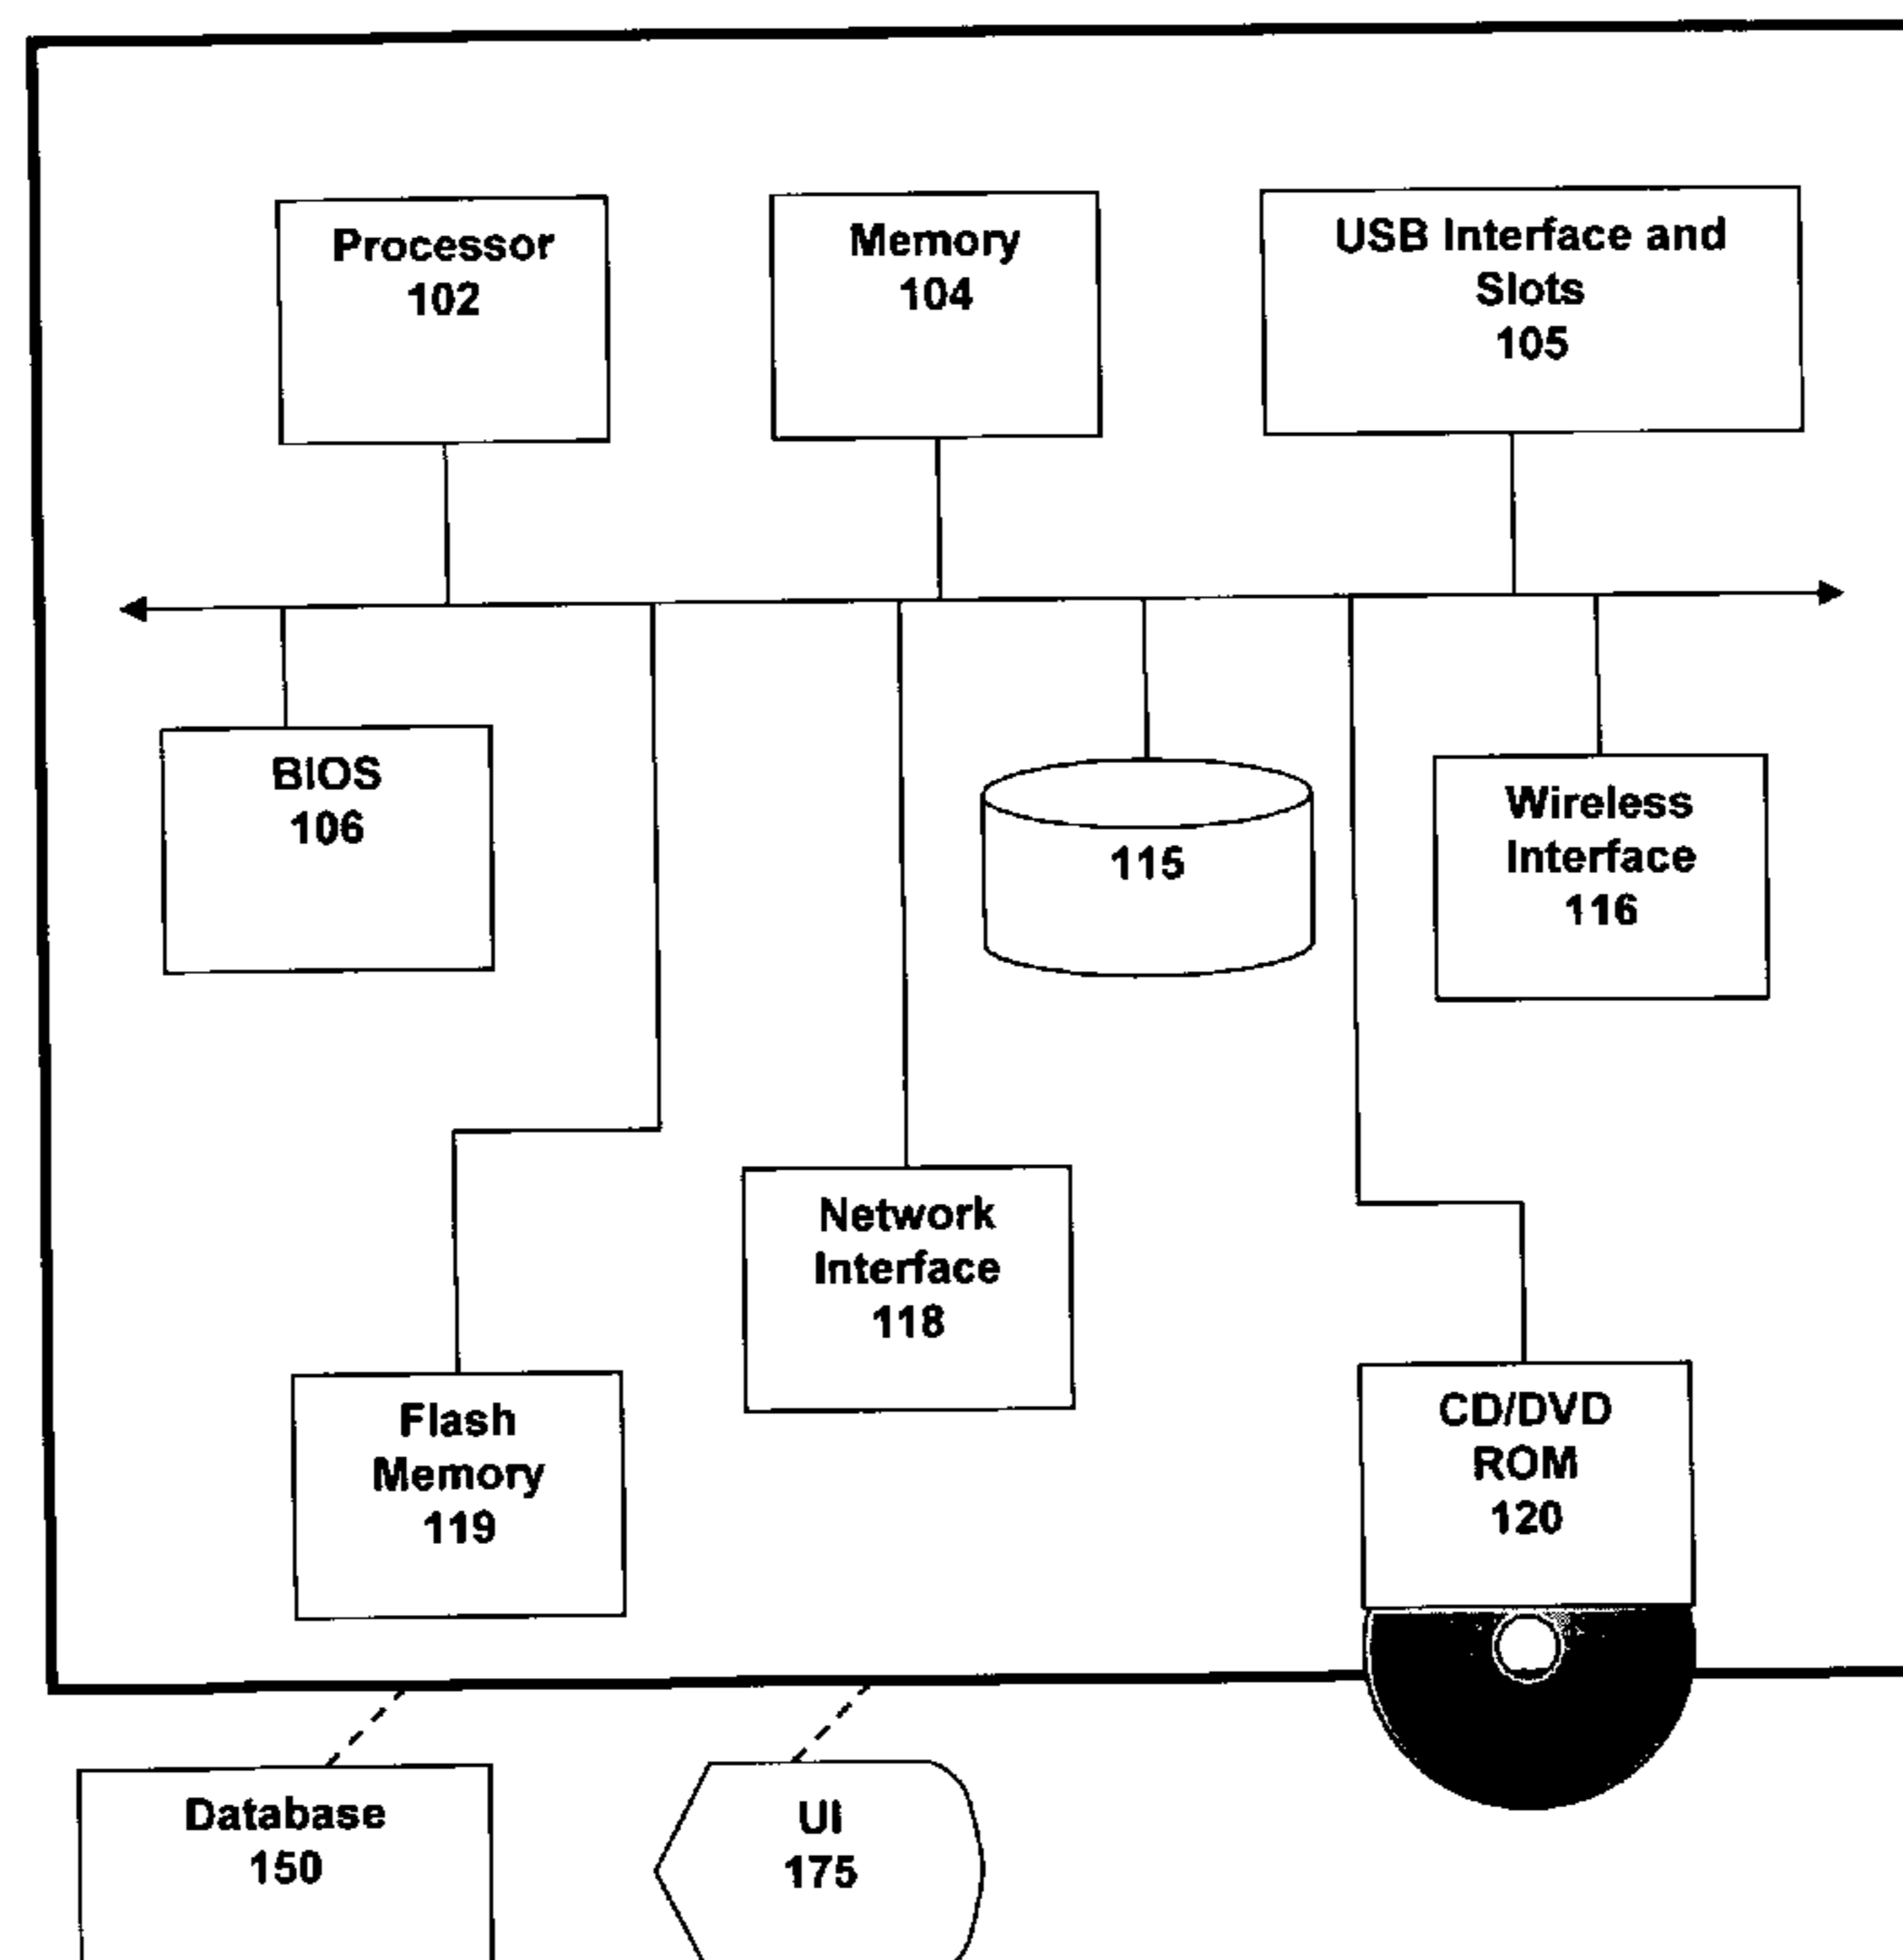 Processor
102
Memory
104
USB Interface and
Slots
105
BIOS
106
115
Wireless
Interface
116
Network
Interface
118
Flash
Memory
119
CD/DVD
ROM
120
Database
150
UI
175